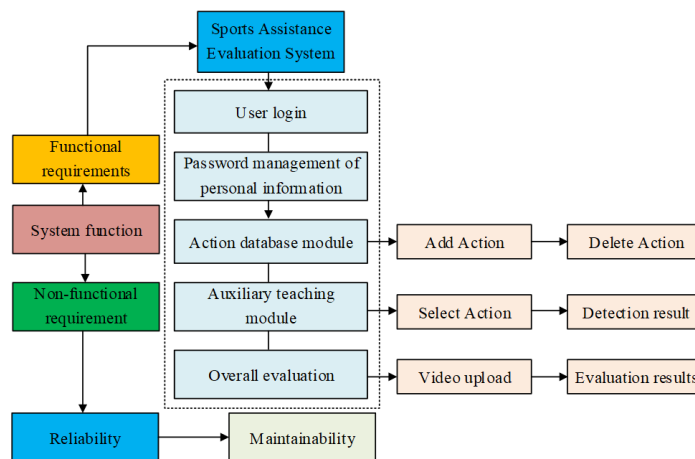 Sports Assistance
Evaluation System
User login
Functional
requirements
Password management of
personal information
System function
Action database module
Add Action
Delete Action
Non-functional
requirement
Auxiliary teaching
module
Select Action
Detection result
Overall evaluation
Video upload
Evaluation results
Reliability
Maintainability